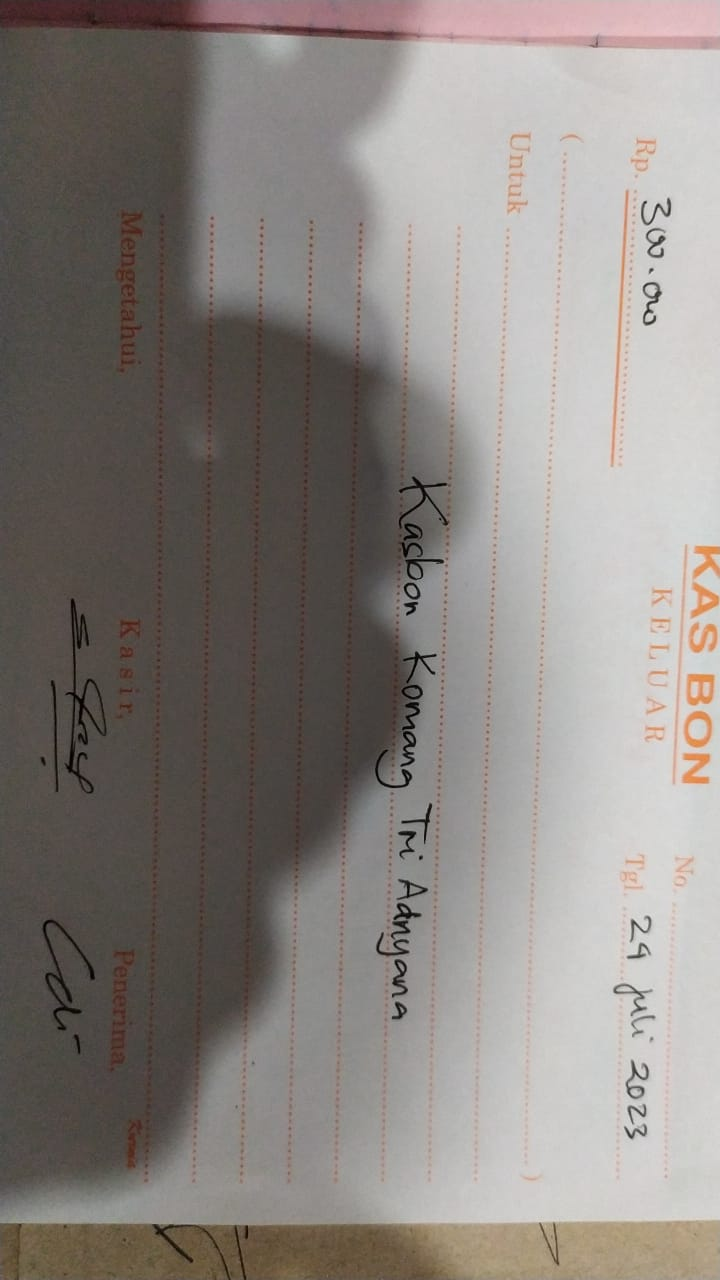 KAS BON
KELUAR
No.
Rp. 300.000
Tgl. 24 Juli 2023
( )
Untuk
Kasbon Komang Tri Adnyana
Mengetahui, Kasir, Penerima,